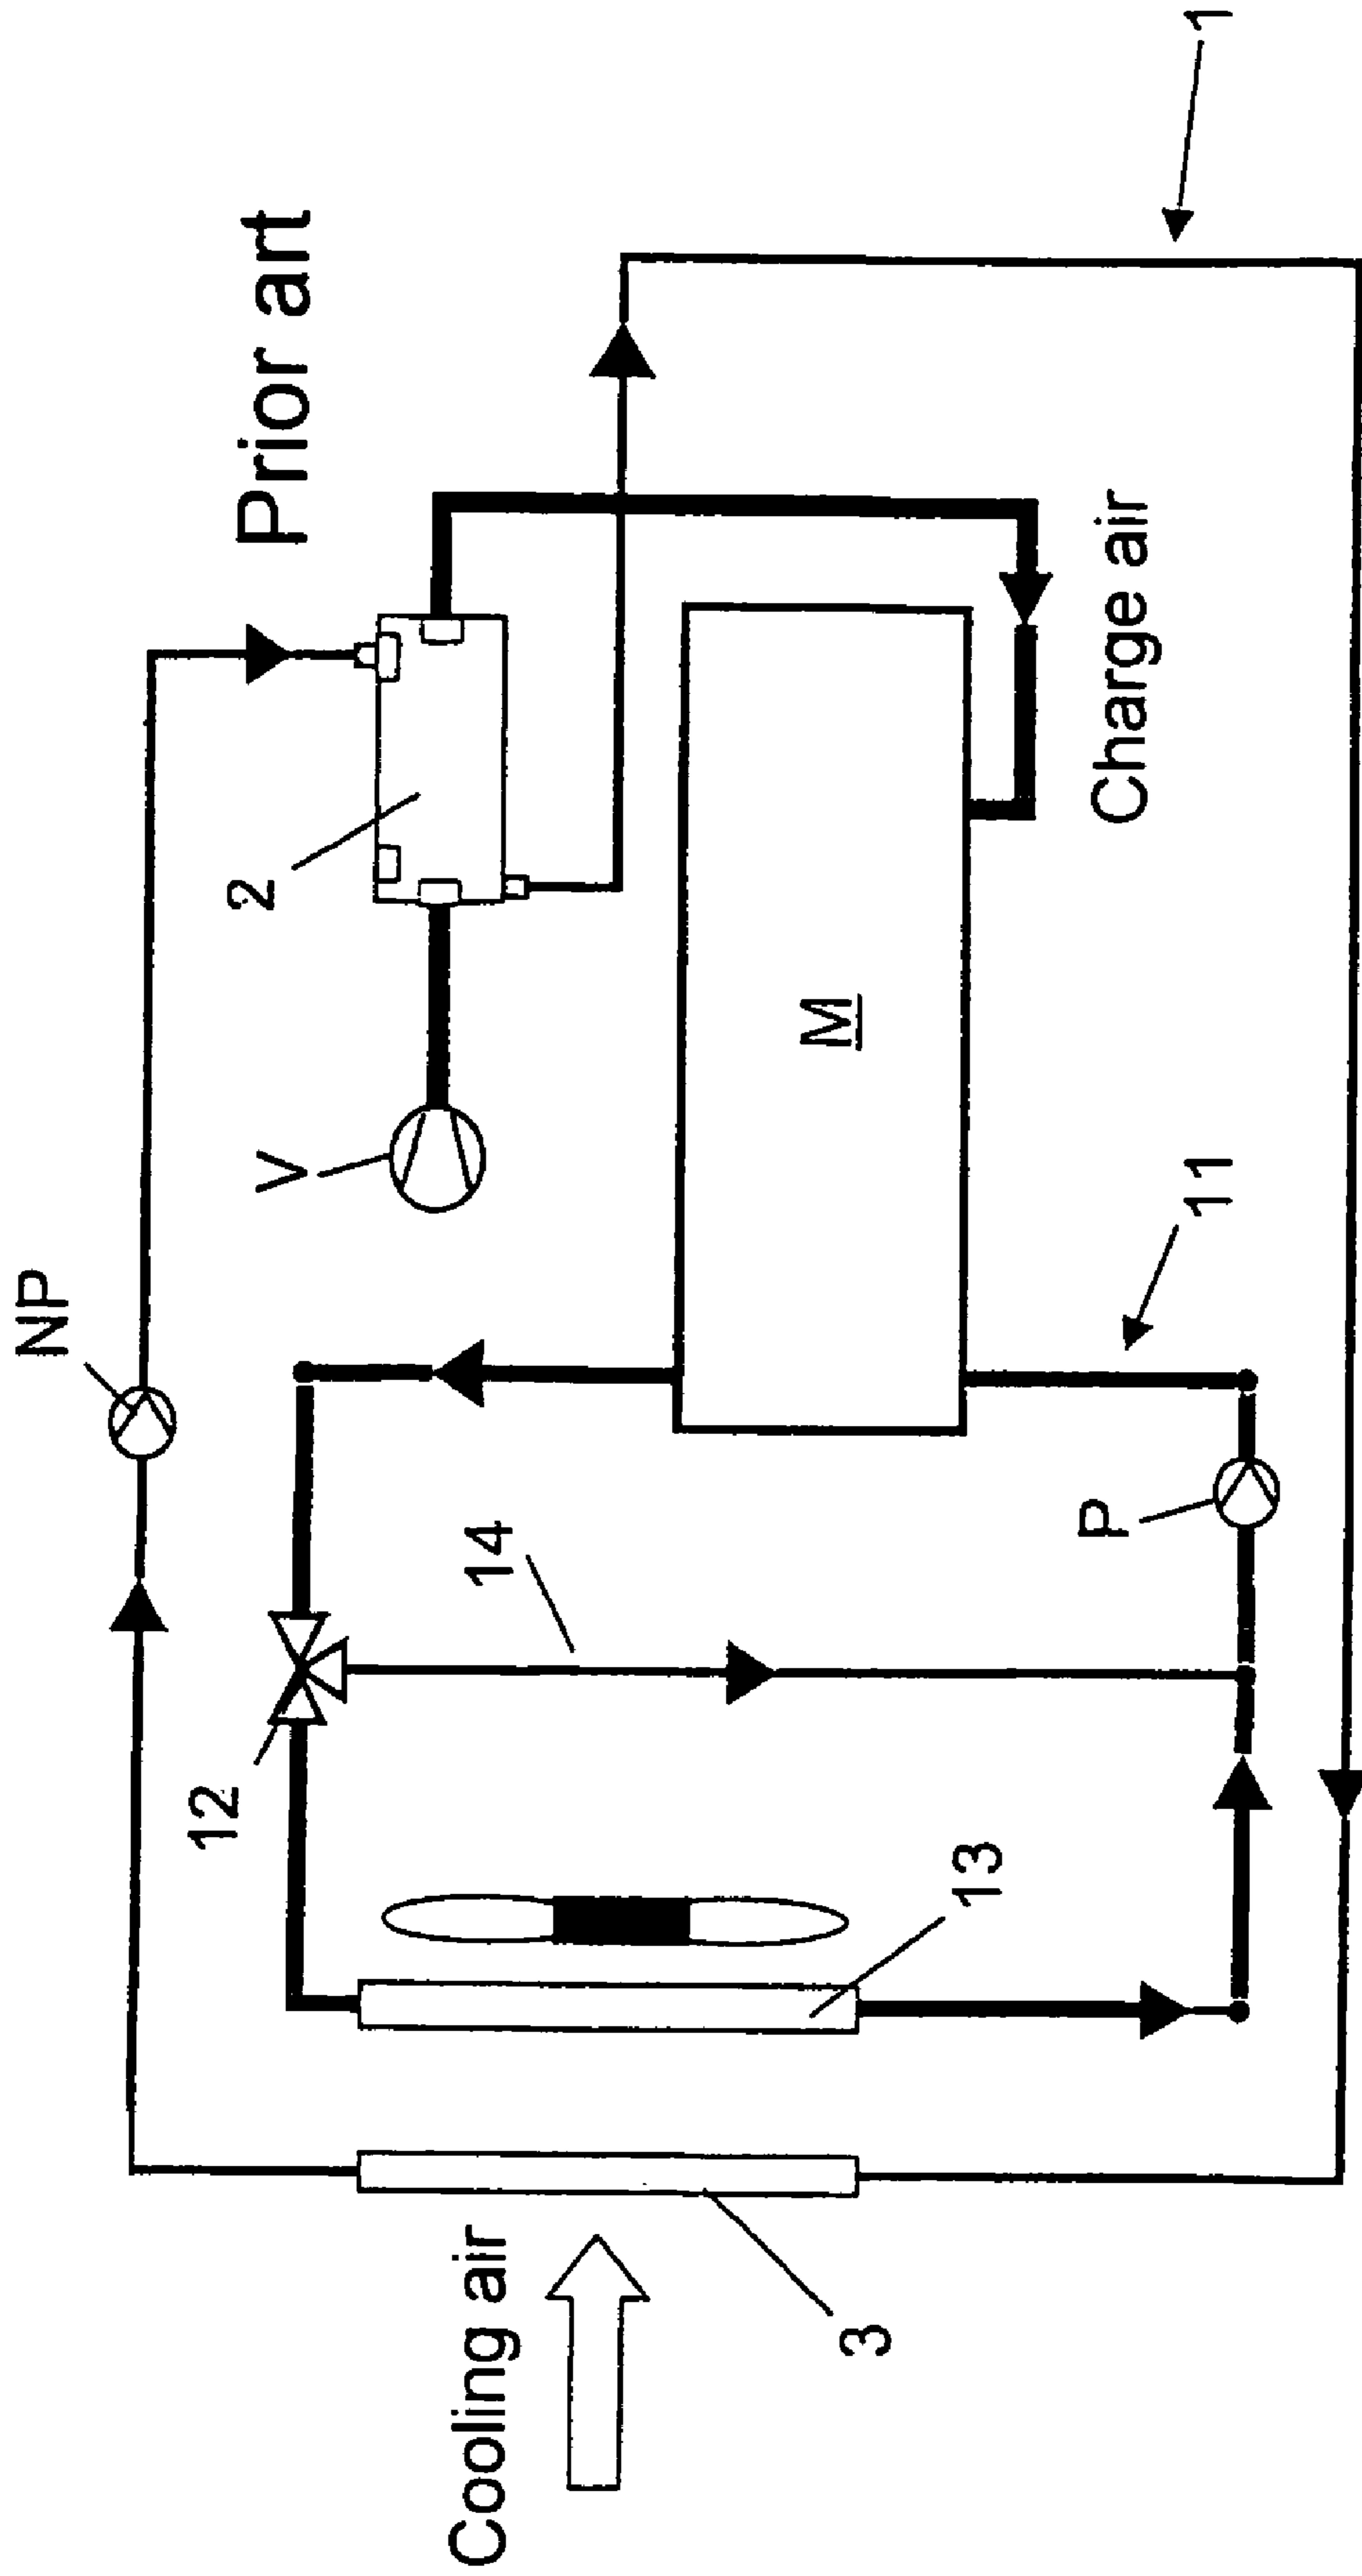 Prior art
NP
V
2
12
14
M
Charge air
1
11
P
13
Cooling air
3